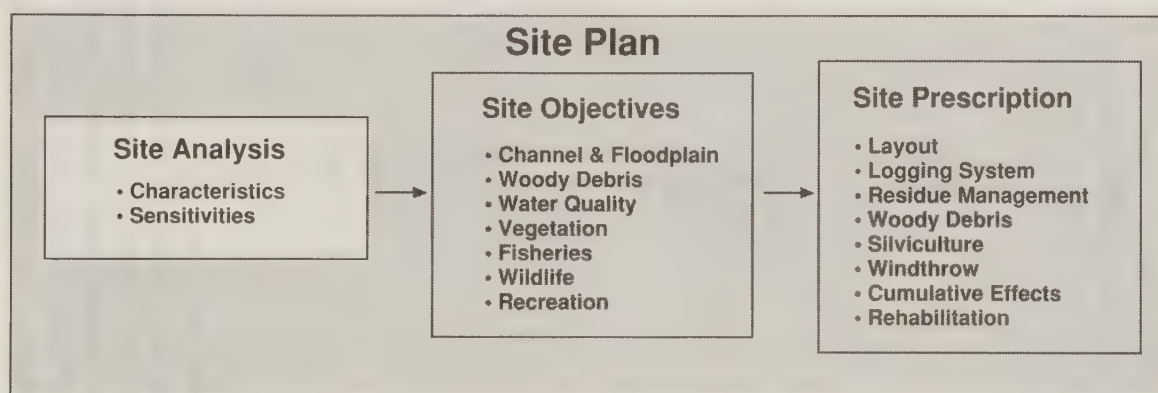 Site Plan
Site Analysis
• Characteristics
• Sensitivities
Site Objectives
• Channel & Floodplain
• Woody Debris
• Water Quality
• Vegetation
• Fisheries
• Wildlife
• Recreation
Site Prescription
• Layout
• Logging System
• Residue Management
• Woody Debris
• Silviculture
• Windthrow
• Cumulative Effects
• Rehabilitation